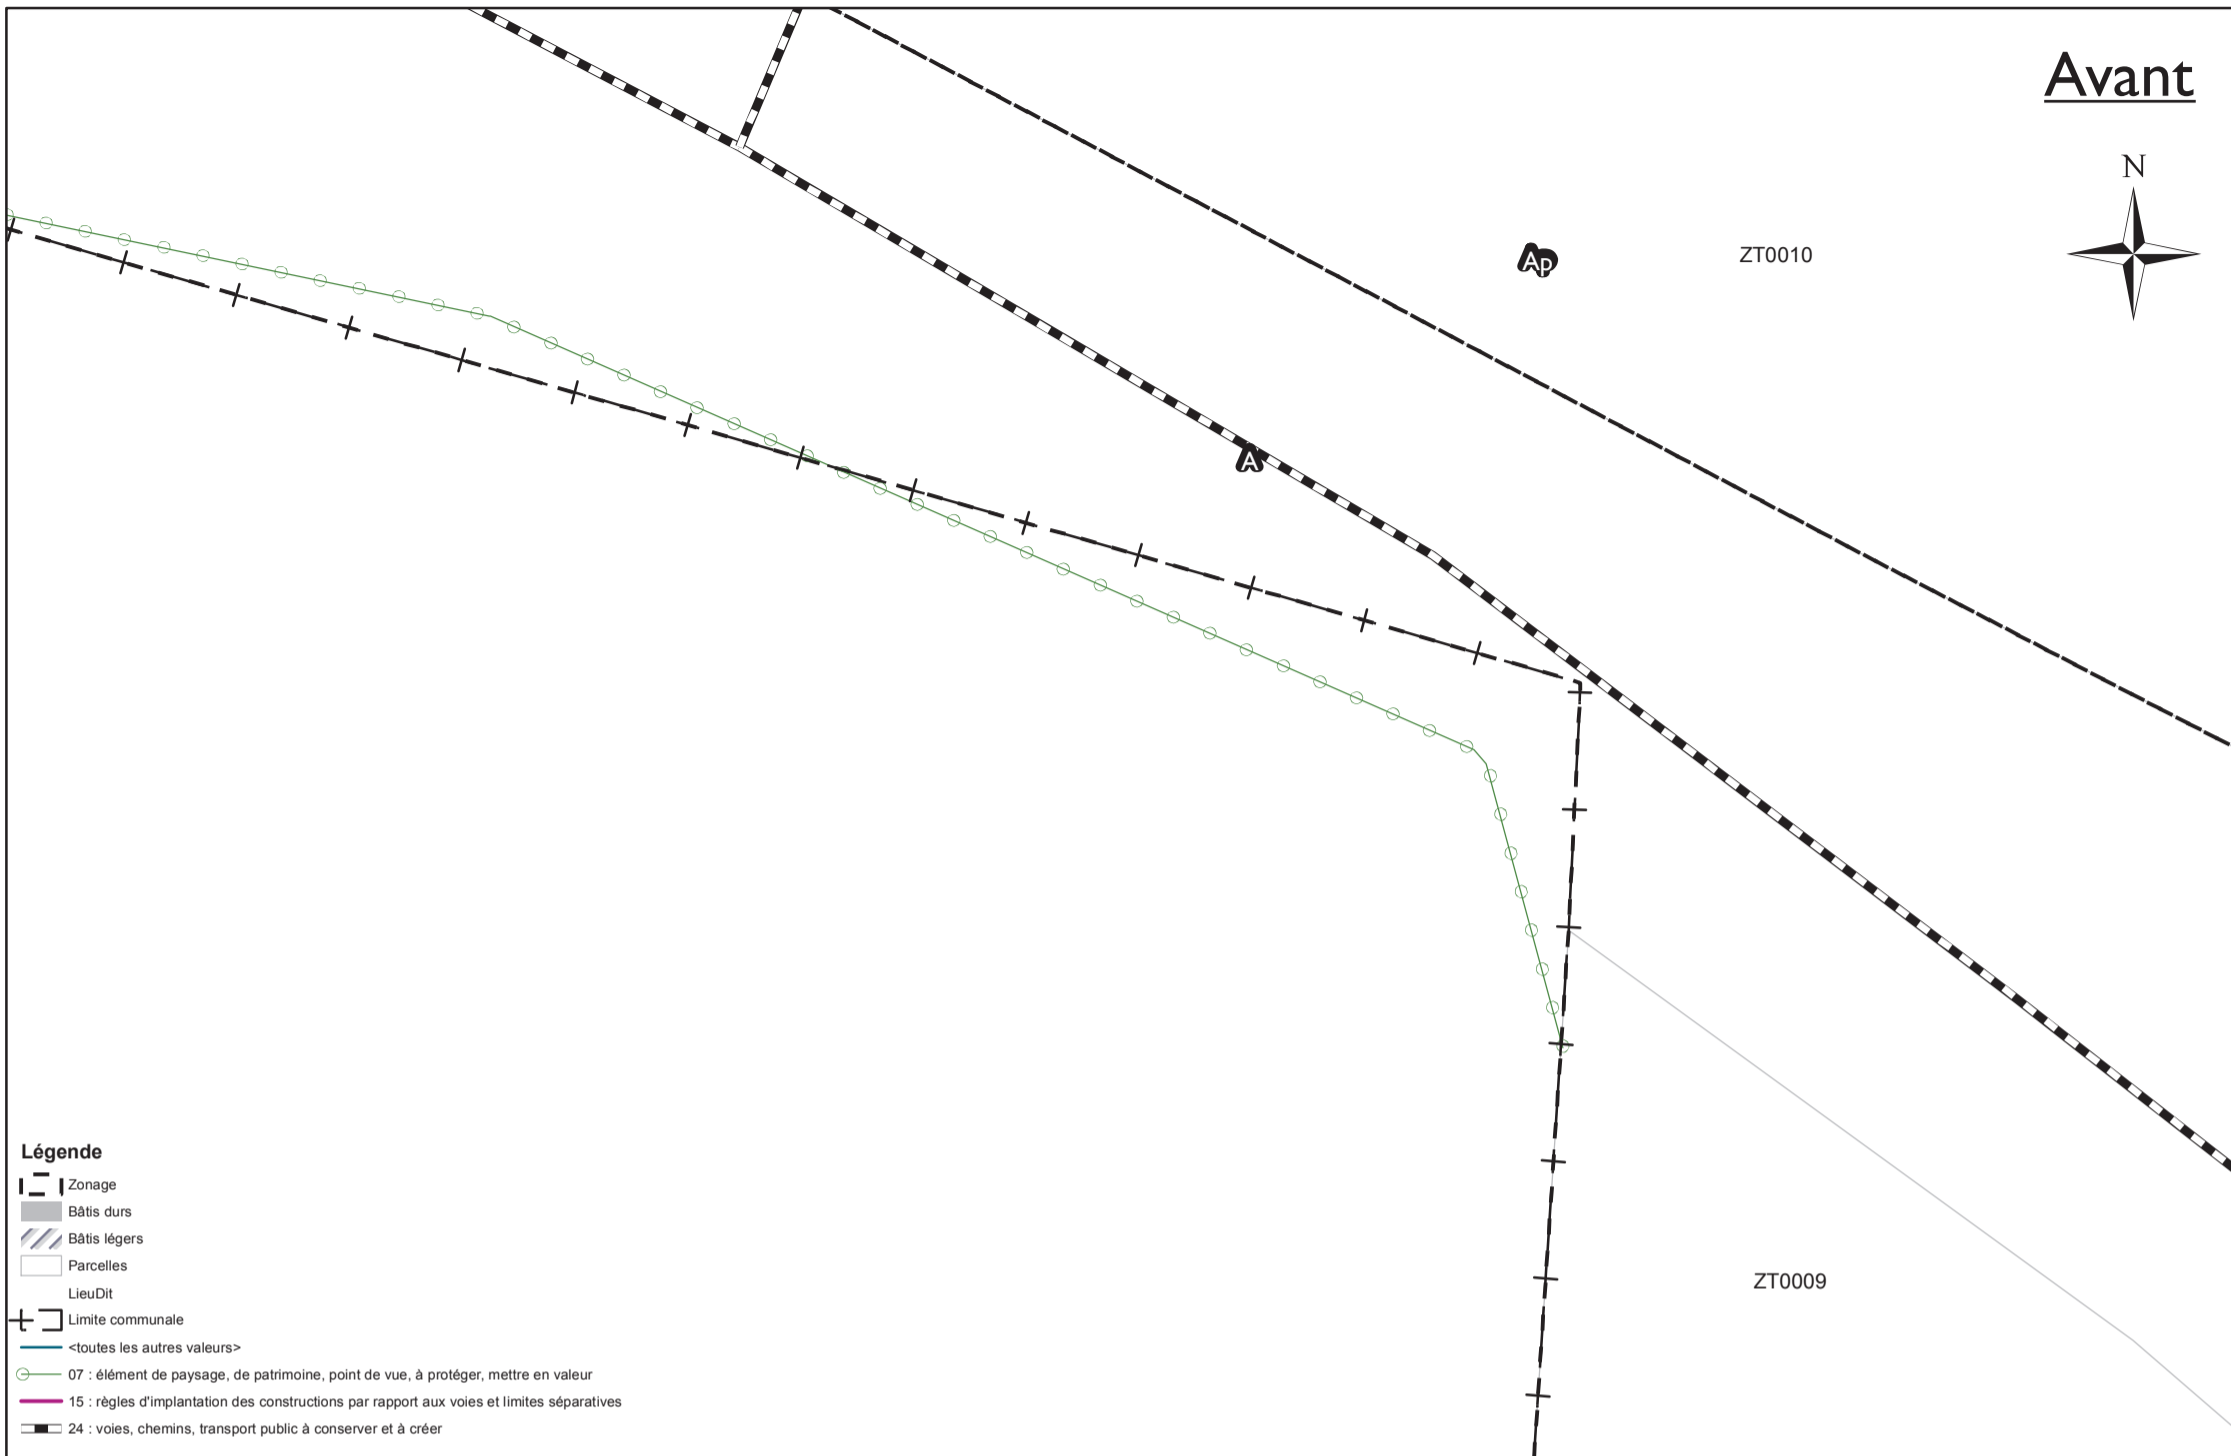 Avant
N
Ap
ZT0010
A
ZT0009
Légende
Zonage
Bâtis durs
Bâtis légers
Parcelles
LieuDit
Limite communale
<toutes les autres valeurs>
07 : élément de paysage, de patrimoine, point de vue, à protéger, mettre en valeur
15 : règles d'implantation des constructions par rapport aux voies et limites séparatives
24 : voies, chemins, transport public à conserver et à créer